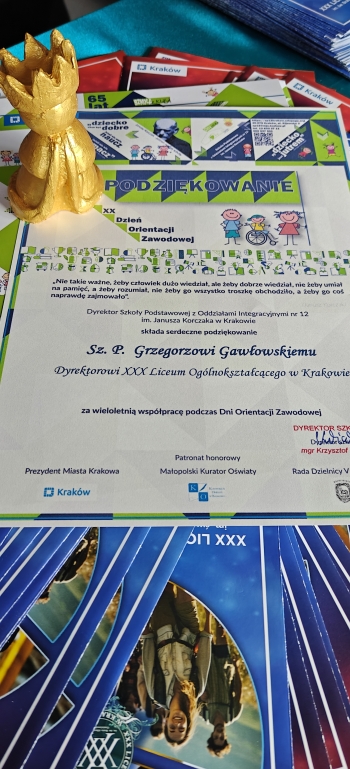 Kraków
65
lat
„dziecko
dobre
PODZIĘKOWANIE
XX
Dzień
Orientacji
Zawodowej
„Nie takie ważne, żeby człowiek dużo wiedział, ale żeby dobrze wiedział, nie żeby umiał
na pamięć, a żeby rozumiał, nie żeby go wszystko troszkę obchodziło, a żeby go coś
naprawdę zajmowało".
Dyrektor Szkoły Podstawowej z Oddziałami Integracyjnymi nr 12
im. Janusza Korczaka w Krakowie
składa serdeczne podziękowanie
Sz. P. Grzegorzowi Gawłowskiemu
Dyrektorowi XXX Liceum Ogólnokształcącego w Krakowie
za wieloletnią współpracę podczas Dni Orientacji Zawodowej
DYREKTOR SZK
mgr Krzysztof
Patronat honorowy
Prezydent Miasta Krakowa
Małopolski Kurator Oświaty
Rada Dzielnicy V
Kraków
XXX LIC
XXX